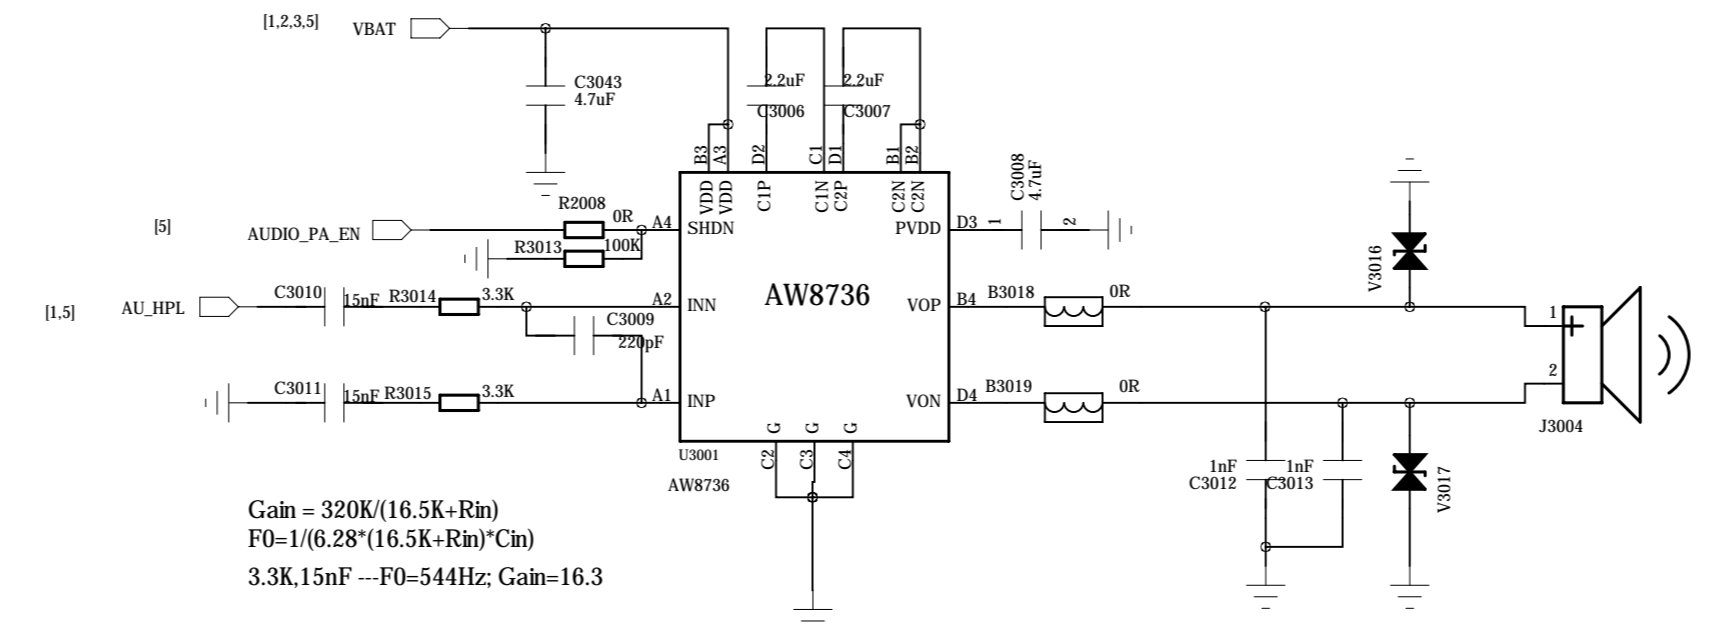 [1,2,3,5]
VBAT
C3043
4.7uF
2.2uF
C3006
2.2uF
C3007
B3
A3
D2
C1
D1
B1
B2
VDD
VDD
C1P
C1N
C2P
C2N
C2N
C3008
4.7uF
[5]
AUDIO_PA_EN
R2008
0R
A4
SHDN
R3013
100K
PVDD
D3
1
2
V3016
[1,5]
AU_HPL
C3010
15nF
R3014
3.3K
A2
INN
AW8736
VOP
B4
B3018
0R
C3009
220pF
1
+
2
C3011
15nF
R3015
3.3K
A1
INP
VON
D4
B3019
0R
J3004
G
G
G
C2
C3
C4
U3001
AW8736
1nF
C3012
1nF
C3013
V3017
Gain = 320K/(16.5K+Rin)
F0=1/(6.28*(16.5K+Rin)*Cin)
3.3K,15nF ---F0=544Hz; Gain=16.3